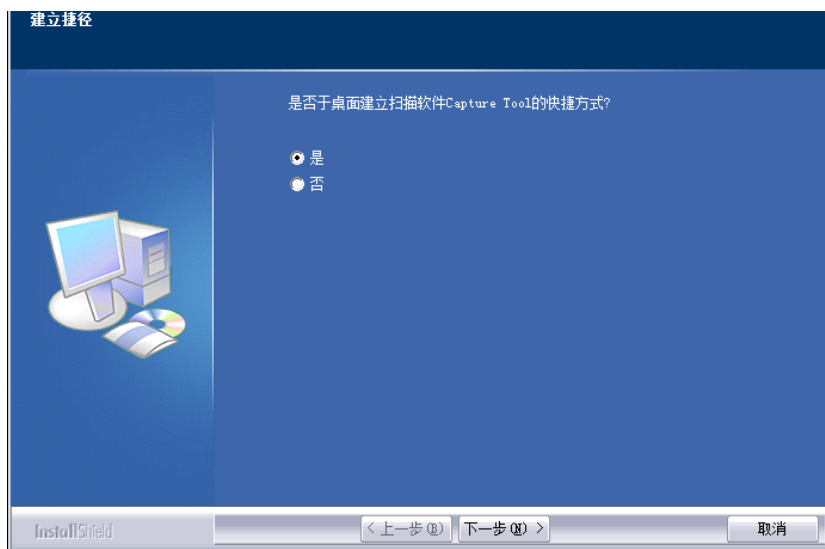 建立捷径
是否于桌面建立扫描软件Capture Tool的快捷方式?
是
否
InstallShield
< 上一步(B) 下一步(N) > 取消